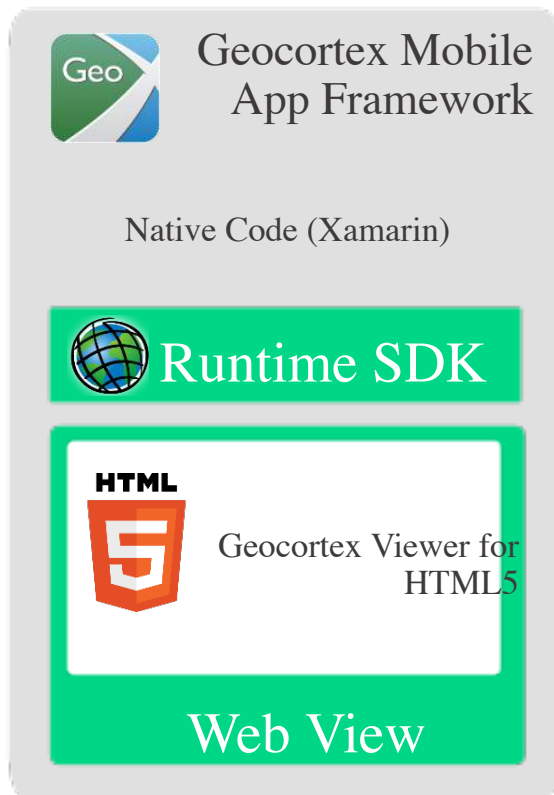 Geo
Geocortex Mobile
App Framework
Native Code (Xamarin)
Runtime SDK
HTML
5
Geocortex Viewer for
HTML5
Web View